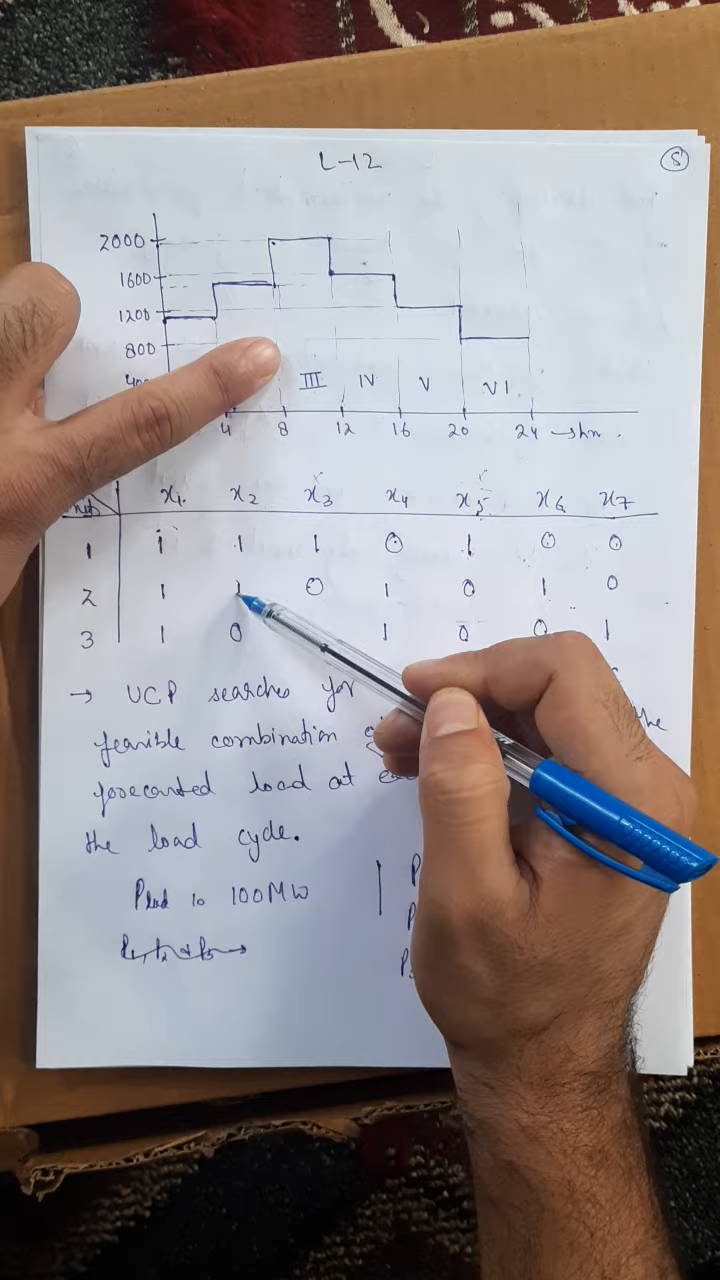 L-12
5
2000
1600
1200
800
III IV V VI
4 8 12 16 20 24 → hr.
x1 x2 x3 x4 x5 x6 x7
1 1 1 1 0 1 0 0
2 1 1 0 1 0 1 0
3 1 0 1 0 0 1
→ UCP searches for
feasible combination
forecasted load at the
the load cycle.
100MW